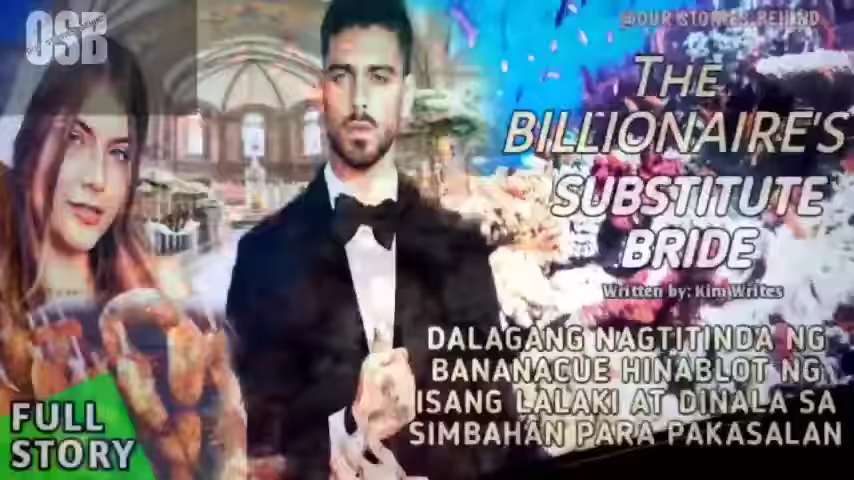 OSB
@OUR STORIES BEHIND
THE
BILLIONAIRE'S
SUBSTITUTE
BRIDE
Written by: Kim Writes
DALAGANG NAGTITINDA NG
BANANACUE HINABLOT NG
ISANG LALAKI AT DINALA SA
SIMBAHAN PARA PAKASALAN
FULL
STORY